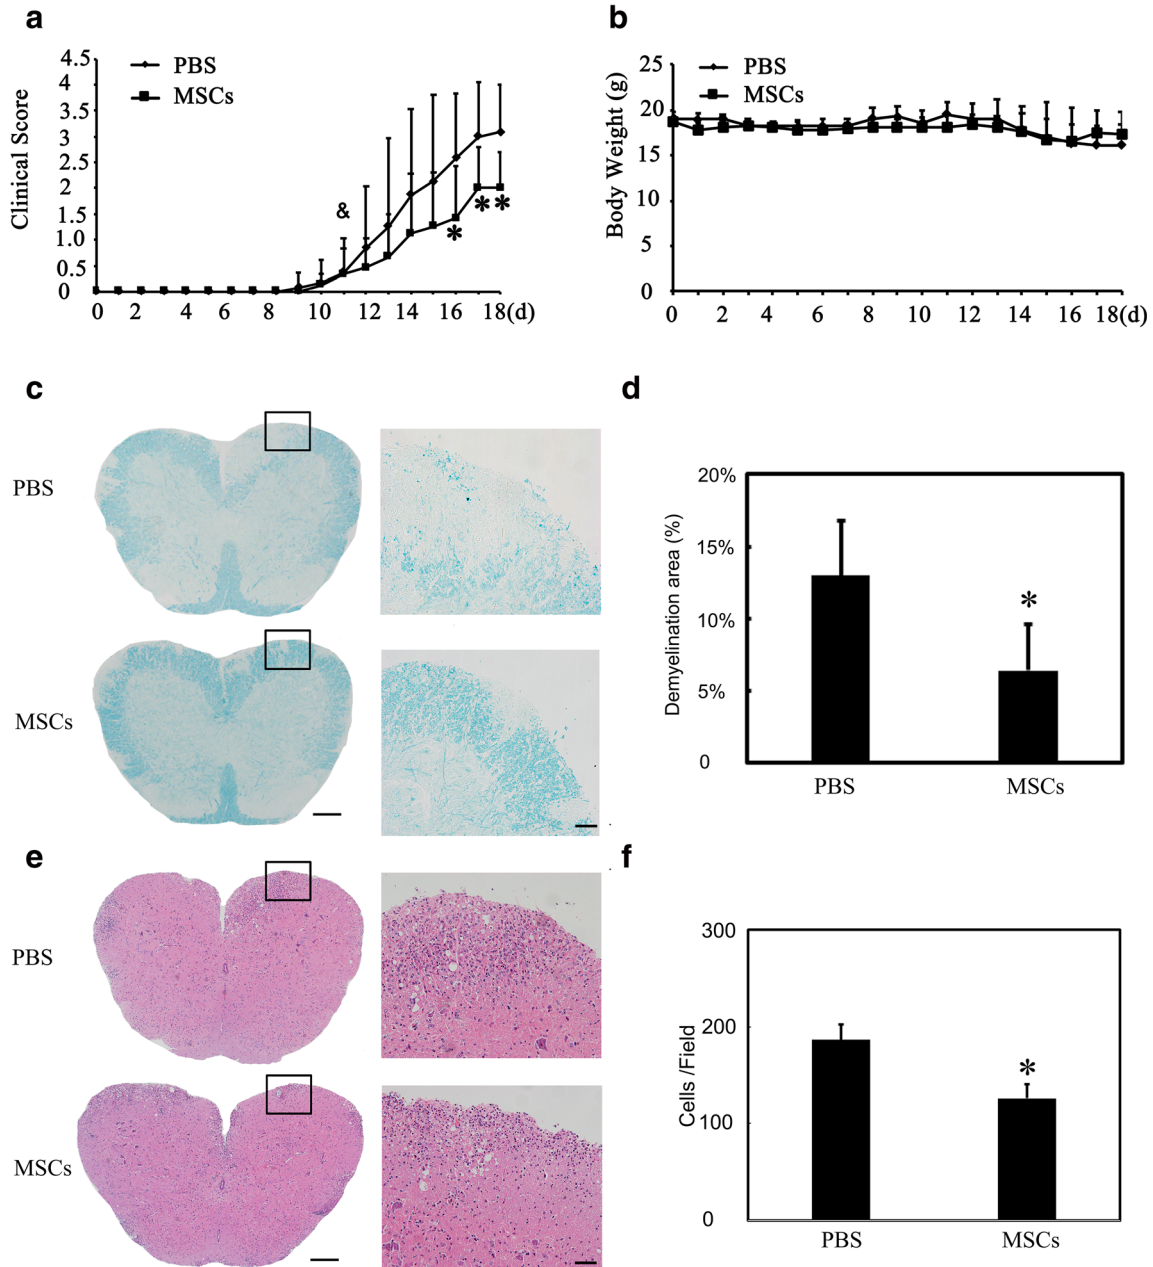 a
4.5
4
3.5
3
2.5
2
1.5
1.0
0.5
0
Clinical Score
PBS
MSCs
&
*
* *
0 2 4 6 8 10 12 14 16 18(d)
b
25
20
15
10
5
0
Body Weight (g)
PBS
MSCs
0 2 4 6 8 10 12 14 16 18(d)
c
PBS
MSCs
d
20%
15%
10%
5%
0
Demyelination area (%)
*
PBS MSCs
e
PBS
MSCs
f
300
200
100
0
Cells /Field
*
PBS MSCs